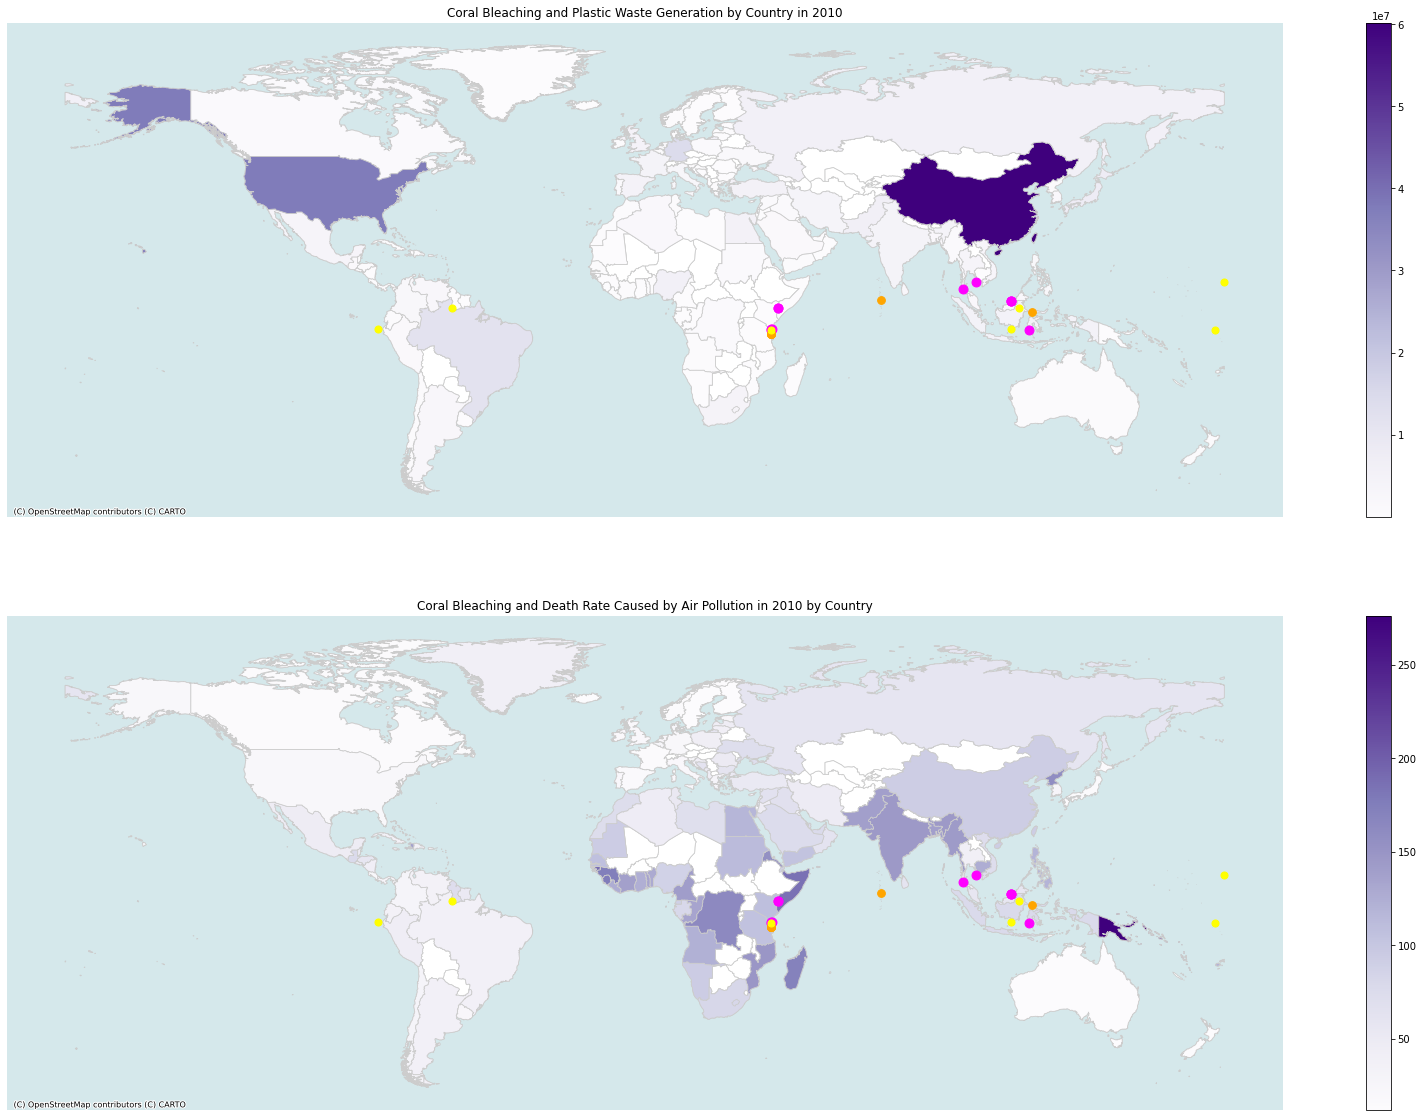 Coral Bleaching and Plastic Waste Generation by Country in 2010
1e7
6
5
4
3
2
1
(C) OpenStreetMap contributors (C) CARTO
Coral Bleaching and Death Rate Caused by Air Pollution in 2010 by Country
250
200
150
100
50
(C) OpenStreetMap contributors (C) CARTO